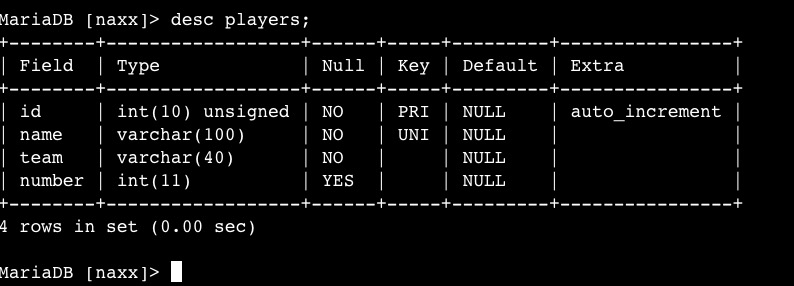 MariaDB [naxx]> desc players;
+--------+------------------+------+-----+---------+----------------+
| Field  | Type             | Null | Key | Default | Extra          |
+--------+------------------+------+-----+---------+----------------+
| id     | int(10) unsigned | NO   | PRI | NULL    | auto_increment |
| name   | varchar(100)     | NO   | UNI | NULL    |                |
| team   | varchar(40)      | NO   |     | NULL    |                |
| number | int(11)          | YES  |     | NULL    |                |
+--------+------------------+------+-----+---------+----------------+
4 rows in set (0.00 sec)
MariaDB [naxx]>